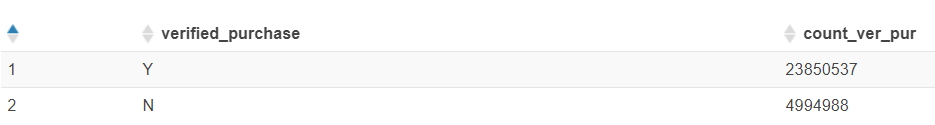 verified_purchase count_ver_pur
1 Y 23850537
2 N 4994988